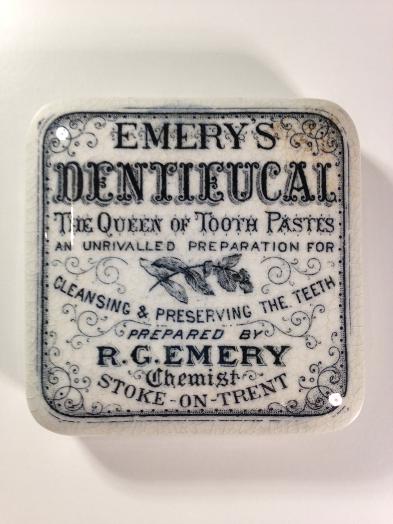 EMERY'S
DENTIEUCAL
THE QUEEN OF TOOTH PASTES
AN UNRIVALLED PREPARATION FOR
CLEANSING & PRESERVING THE TEETH
PREPARED BY
R.G.EMERY
Chemist
STOKE-ON-TRENT